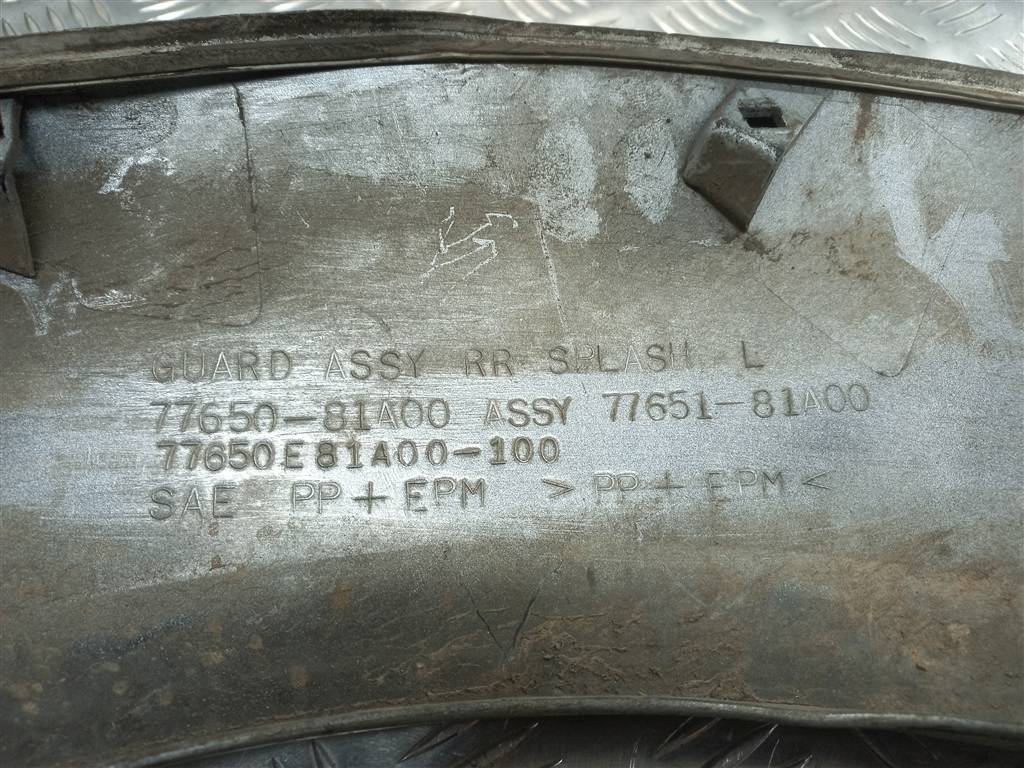 GUARD ASSY RR SPLASH L
77650-81A00 ASSY 77651-81A00
77650E81A00-100
SAE PP+EPM >PP+EPM<